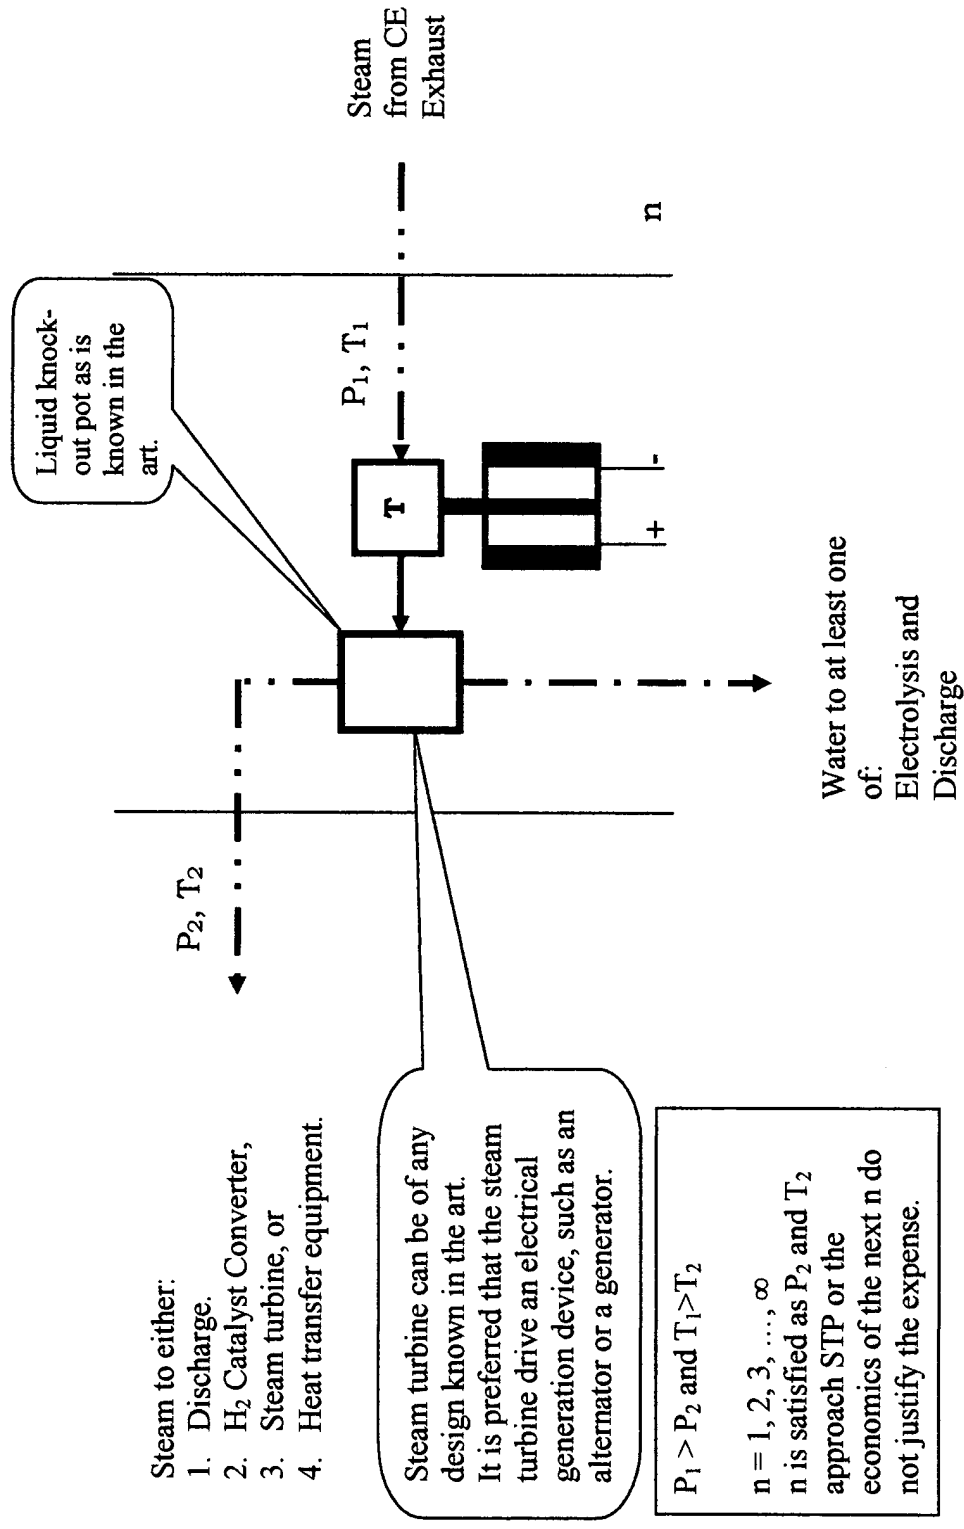 Steam to either:
1. Discharge.
2. H₂ Catalyst Converter,
3. Steam turbine, or
4. Heat transfer equipment.
P₂, T₂
Liquid knock-
out pot as is
known in the
art.
P₁, T₁
Steam
from CE
Exhaust
T
+
-
n
Steam turbine can be of any
design known in the art.
It is preferred that the steam
turbine drive an electrical
generation device, such as an
alternator or a generator.
Water to at least one
of:
Electrolysis and
Discharge
P₁ > P₂ and T₁>T₂
n = 1, 2, 3, ..., ∞
n is satisfied as P₂ and T₂
approach STP or the
economics of the next n do
not justify the expense.